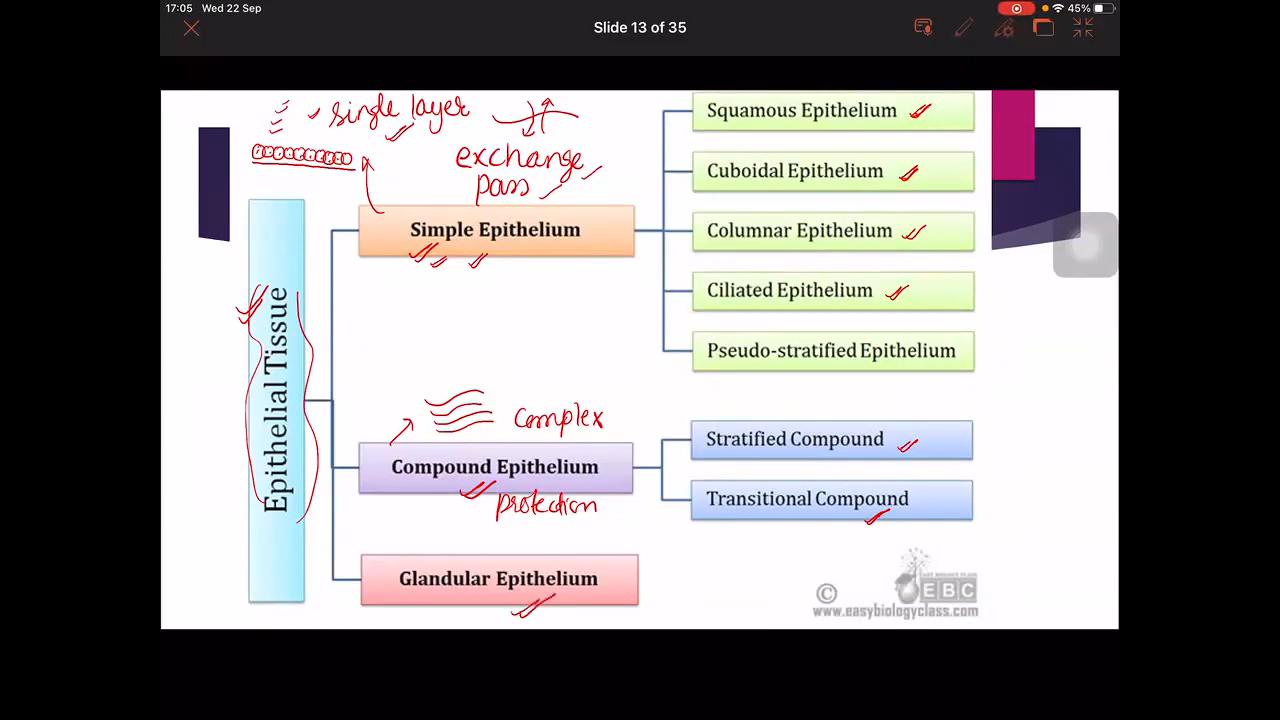 17:05 Wed 22 Sep
45%
Slide 13 of 35
single layer
exchange
pass
Epithelial Tissue
Simple Epithelium
Squamous Epithelium
Cuboidal Epithelium
Columnar Epithelium
Ciliated Epithelium
Pseudo-stratified Epithelium
complex
Compound Epithelium
protection
Stratified Compound
Transitional Compound
Glandular Epithelium
EBC
©
www.easybiologyclass.com